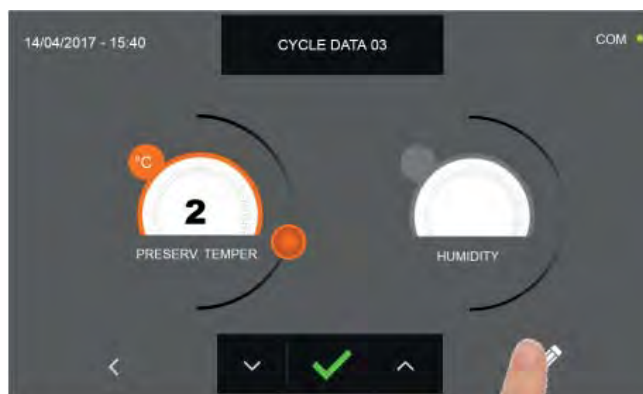 14/04/2017 - 15:40
CYCLE DATA 03
COM
°C
2
PRESERV. TEMPER
HUMIDITY